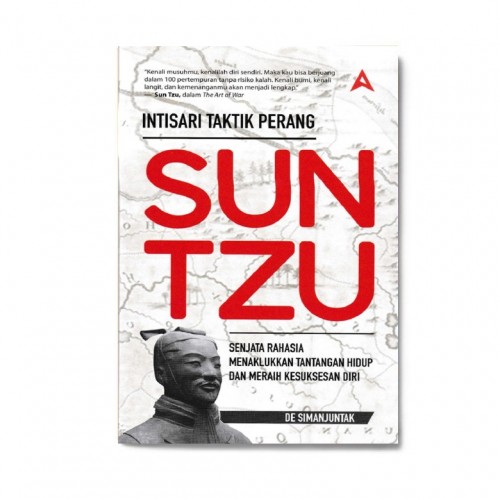 "Kenali musuhmu, kenalilah diri sendiri. Maka kau bisa berjuang
dalam 100 pertempuran tanpa risiko kalah. Kenali bumi, kenali
langit, dan kemenanganmu akan menjadi lengkap."
— Sun Tzu, dalam The Art of War
INTISARI TAKTIK PERANG
SUN
TZU
SENJATA RAHASIA
MENAKLUKKAN TANTANGAN HIDUP
DAN MERAIH KESUKSESAN DIRI
DE SIMANJUNTAK